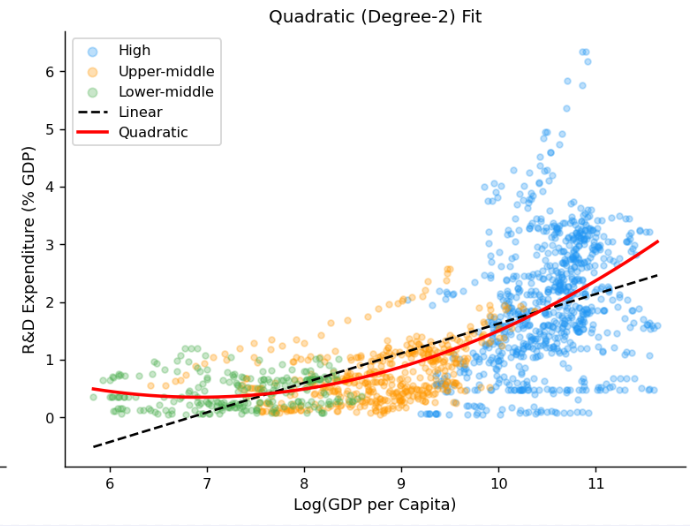 Quadratic (Degree-2) Fit
High
Upper-middle
Lower-middle
Linear
Quadratic
R&D Expenditure (% GDP)
6
5
4
3
2
1
0
6 7 8 9 10 11
Log(GDP per Capita)